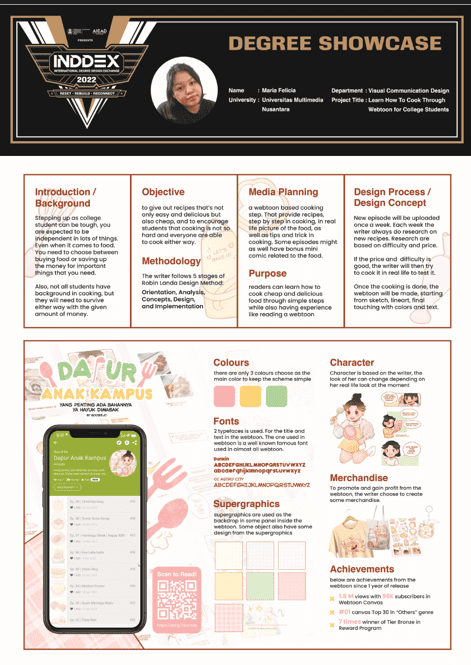 PRESENTS
INDDEX
INTERNATIONAL DEGREE DESIGN EXCHANGE
2022
RESET · REBUILD · RECONNECT
DEGREE SHOWCASE
Name : Maria Felicia
University : Universitas Multimedia
Nusantara
Department : Visual Communication Design
Project Title : Learn How To Cook Through
Webtoon for College Students
Introduction /
Background
Stepping up as college
student can be tough, you
are expected to be
independent in lots of things.
Even when it comes to food.
You need to choose between
buying food or saving up
the money for important
things that you need.
Also, not all students have
background in cooking, but
they will need to survive
either way with the given
amount of money.
Objective
to give out recipes that's not
only easy and delicious but
also cheap, and to encourage
students that cooking is not so
hard and everyone are able
to cook either way.
Methodology
The writer follows 5 stages of
Robin Landa Design Method:
Orientation, Analysis,
Concepts, Design,
and Implementation
Media Planning
a webtoon based cooking
step. That provide recipes,
step by step in cooking, in real
life picture of the food, as
well as tips and trick in
cooking. Some episodes might
as well have bonus mini
comic related to the food.
Purpose
readers can learn how to
cook cheap and delicious
food through simple steps
while also having experience
like reading a webtoon
Design Process /
Design Concept
New episode will be uploaded
once a week. Each week the
writer always do research on
new recipes. Research are
based on difficulty and price.
If the price and difficulty is
good, the writer will then try
to cook it in real life to test it.
Once the cooking is done, the
webtoon will be made, starting
from sketch, lineart, final
touching with colors and text.
DAPUR
ANAK KAMPUS
YANG PENTING ADA BAHANNYA
YA HAYUK DIMASAK
Dapur Anak Kampus
Scan to Read!
Colours
there are only 3 colours choose as the
main color to keep the scheme simple
Fonts
2 typefaces is used. For the title and
text in the webtoon. The one used in
webtoon is a well known famous font
used in almost all webtoon.
ABCDEFGHIJKLMNOPQRSTUVWXYZ
abcdefghijklmnopqrstuvwxyz
CC ASTRO CITY
ABCDEFGHIJKLMNOPQRSTUVWXYZ
Supergraphics
supergraphics are used as the
backdrop in some panel inside the
webtoon. Some object also have some
design from the supergraphics
Character
Character is based on the writer, the
look of her can change depending on
her real life look at the moment
Merchandise
To promote and gain profit from the
webtoon, the writer choose to create
some merchandise.
Achievements
below are achievements from the
webtoon since 1 year of release
1.8 M views with 96K subscribers in
Webtoon Canvas
#01 canvas Top 30 in "Others" genre
7 times winner of Tier Bronze in
Reward Program